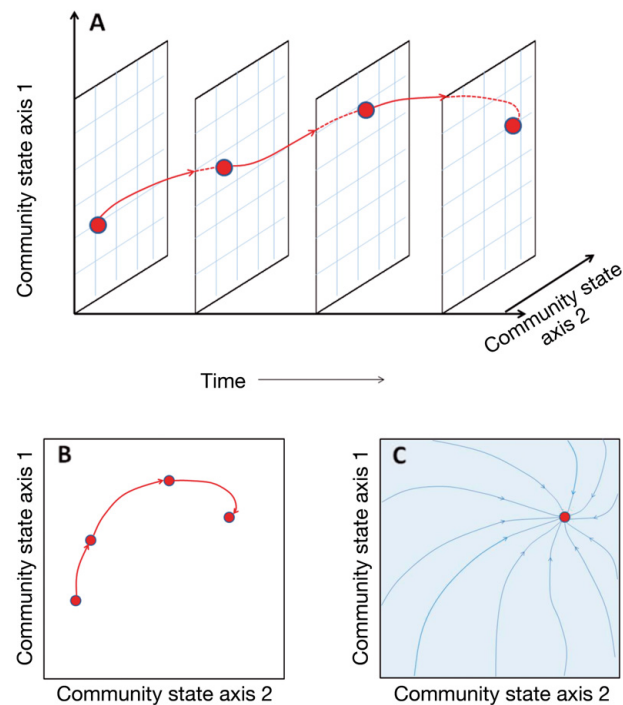 A
Community state axis 1
Community state
axis 2
Time
B
Community state axis 1
Community state axis 2
C
Community state axis 1
Community state axis 2